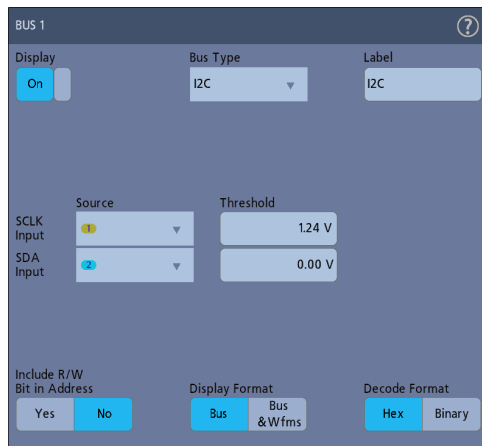 BUS 1
?
Display
Bus Type
Label
On
I2C
I2C
Source
Threshold
SCLK
Input
1
1.24 V
SDA
Input
2
0.00 V
Include R/W
Bit in Address
Display Format
Decode Format
Yes
No
Bus
Bus
& Wfms
Hex
Binary